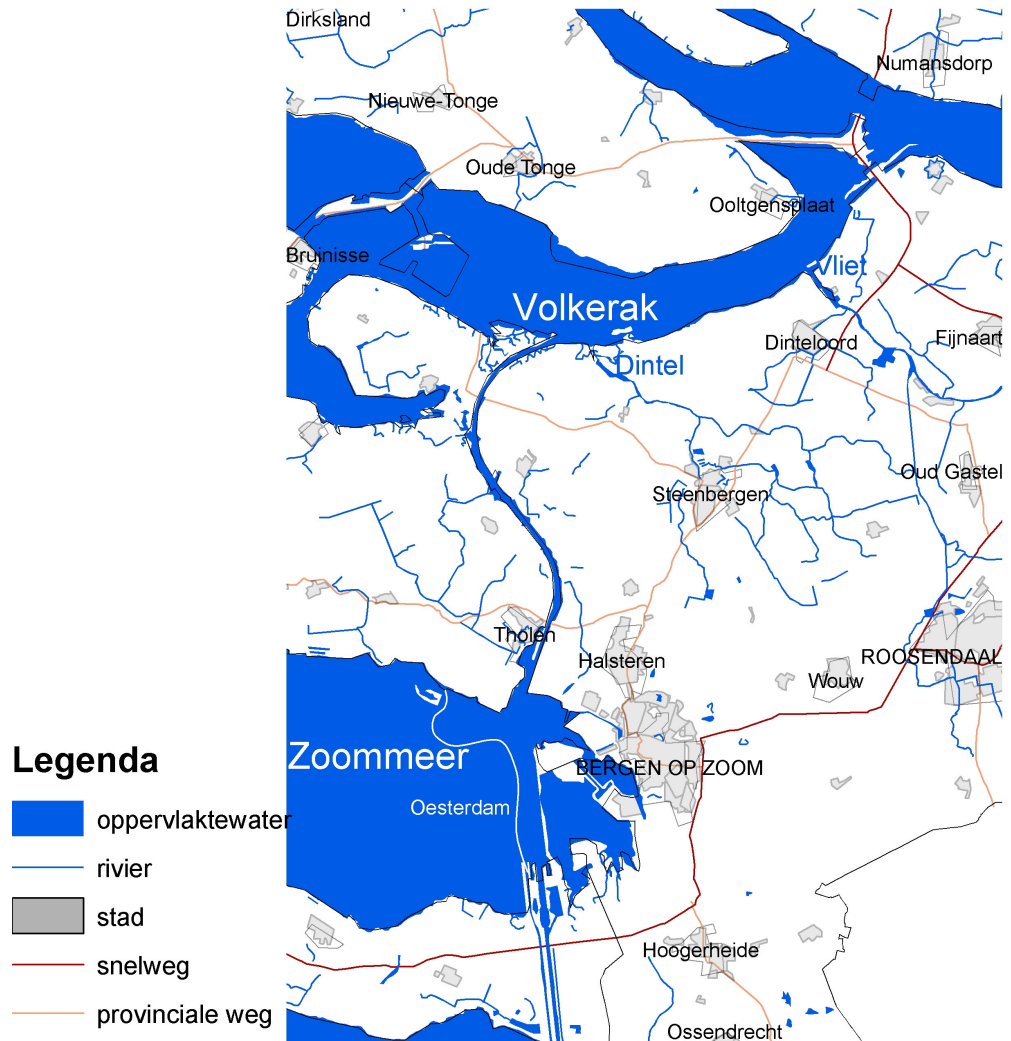 Dirksland
Numansdorp
Nieuwe-Tonge
Oude Tonge
Ooltgensplaat
Bruinisse
Vliet
Volkerak
Dinteloord
Fijnaart
Dintel
Oud Gastel
Steenbergen
Tholen
Halsteren
ROOSENDAAL
Wouw
Zoommeer
BERGEN OP ZOOM
Oesterdam
Hoogerheide
Ossendrecht
Legenda
oppervlaktewater
rivier
stad
snelweg
provinciale weg